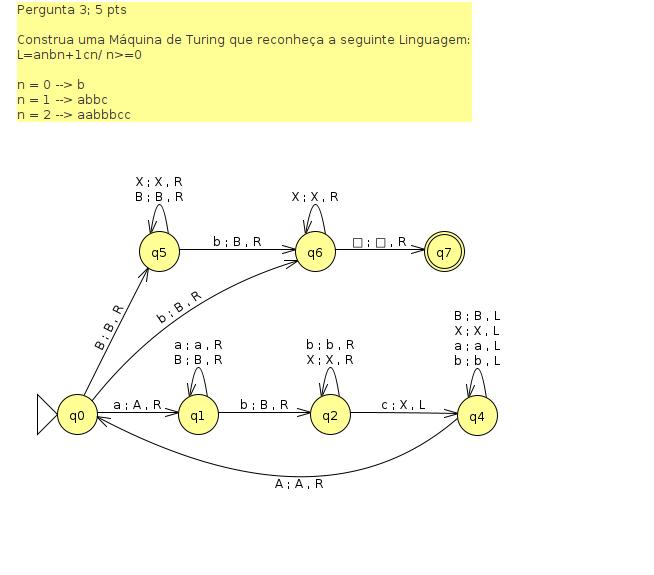 Pergunta 3; 5 pts
Construa uma Máquina de Turing que reconheça a seguinte Linguagem:
L=anbn+1cn/ n>=0
n = 0 --> b
n = 1 --> abbc
n = 2 --> aabbbcc
X ; X , R
B ; B , R
X ; X , R
q5
b ; B , R
q6
□ ; □ , R
q7
B ; B , R
b ; B , R
B ; B , L
X ; X , L
a ; a , L
b ; b , L
a ; a , R
B ; B , R
b ; b , R
X ; X , R
q0
a ; A , R
q1
b ; B , R
q2
c ; X , L
q4
A ; A , R